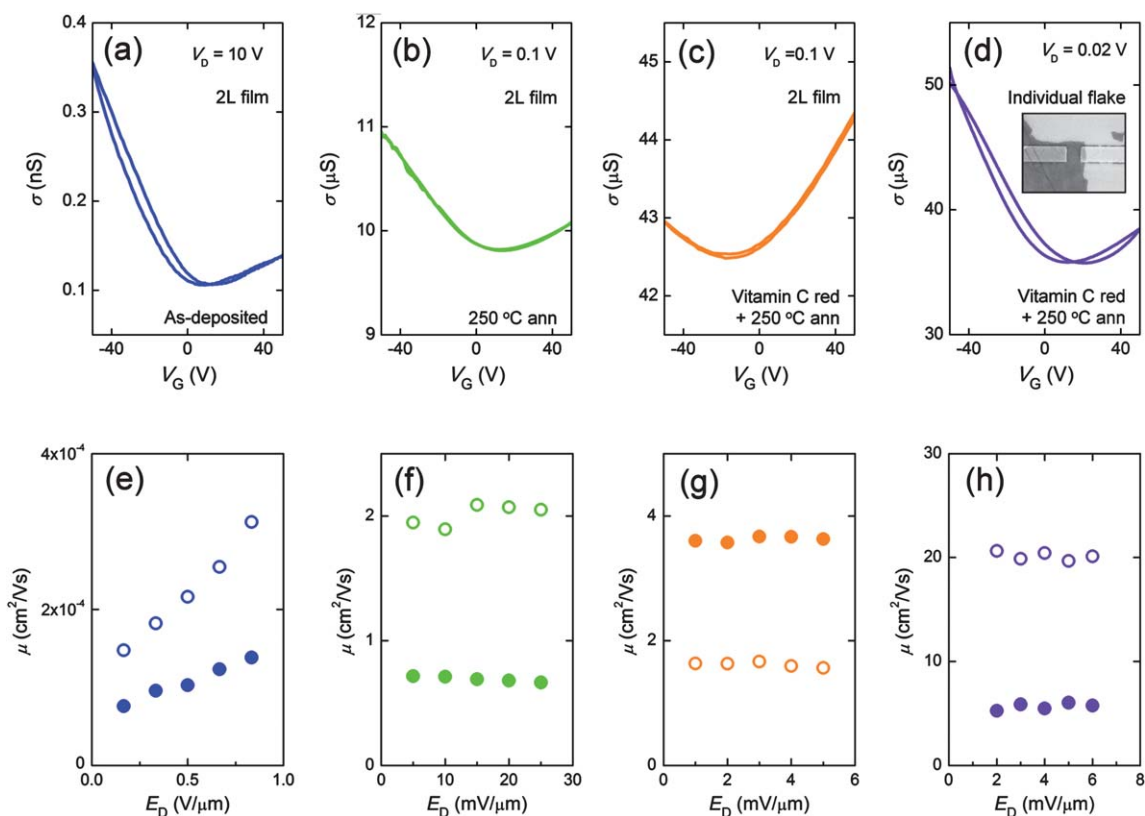 (a)
V_D = 10 V
2L film
As-deposited
σ (nS)
0.4
0.3
0.2
0.1
-40
0
40
V_G (V)
(b)
V_D = 0.1 V
2L film
250 ºC ann
σ (µS)
12
11
10
9
-40
0
40
V_G (V)
(c)
V_D =0.1 V
2L film
Vitamin C red
+ 250 ºC ann
σ (µS)
45
44
43
42
-40
0
40
V_G (V)
(d)
V_D = 0.02 V
Individual flake
Vitamin C red
+ 250 ºC ann
σ (µS)
50
40
30
-40
0
40
V_G (V)
(e)
µ (cm²/Vs)
4x10⁻⁴
2x10⁻⁴
0x10⁻⁴
0.0
0.5
1.0
E_D (V/µm)
(f)
µ (cm²/Vs)
2
1
0
0
10
20
30
E_D (mV/µm)
(g)
µ (cm²/Vs)
4
2
0
0
2
4
6
E_D (mV/µm)
(h)
µ (cm²/Vs)
30
20
10
0
0
2
4
6
8
E_D (mV/µm)